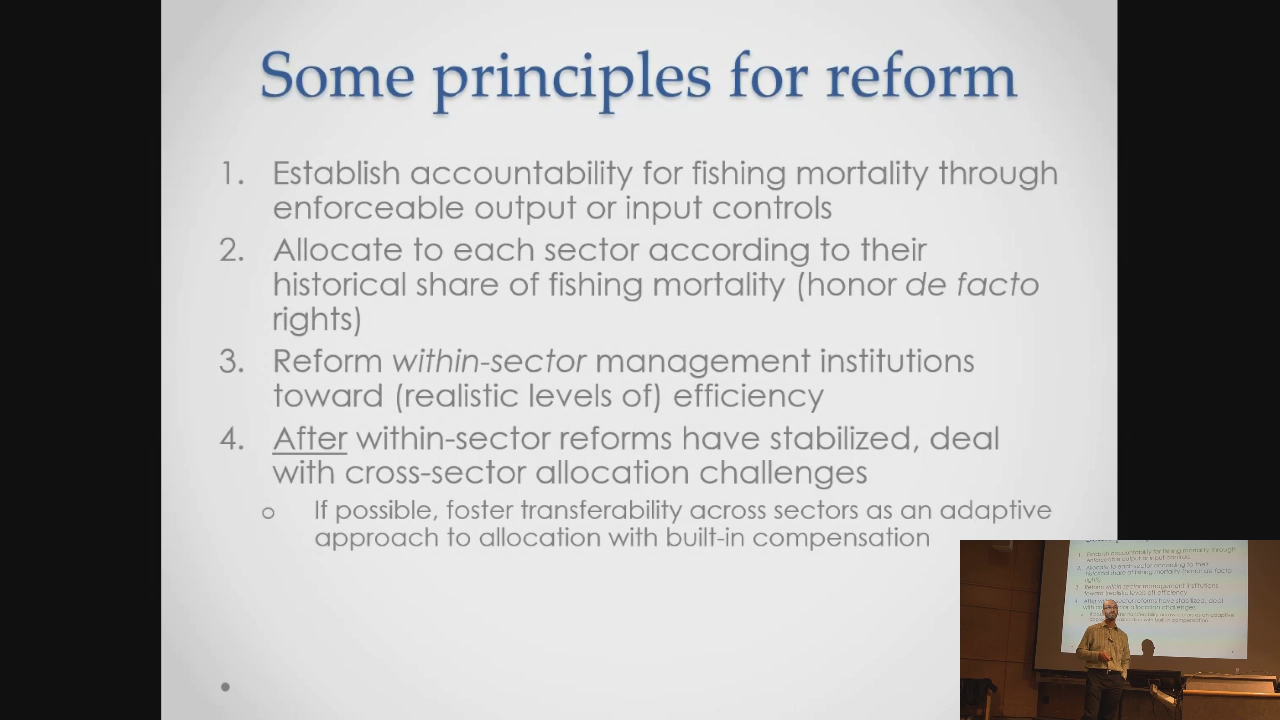 Some principles for reform
1. Establish accountability for fishing mortality through
enforceable output or input controls
2. Allocate to each sector according to their
historical share of fishing mortality (honor de facto
rights)
3. Reform within-sector management institutions
toward (realistic levels of) efficiency
4. After within-sector reforms have stabilized, deal
with cross-sector allocation challenges
o If possible, foster transferability across sectors as an adaptive
approach to allocation with built-in compensation